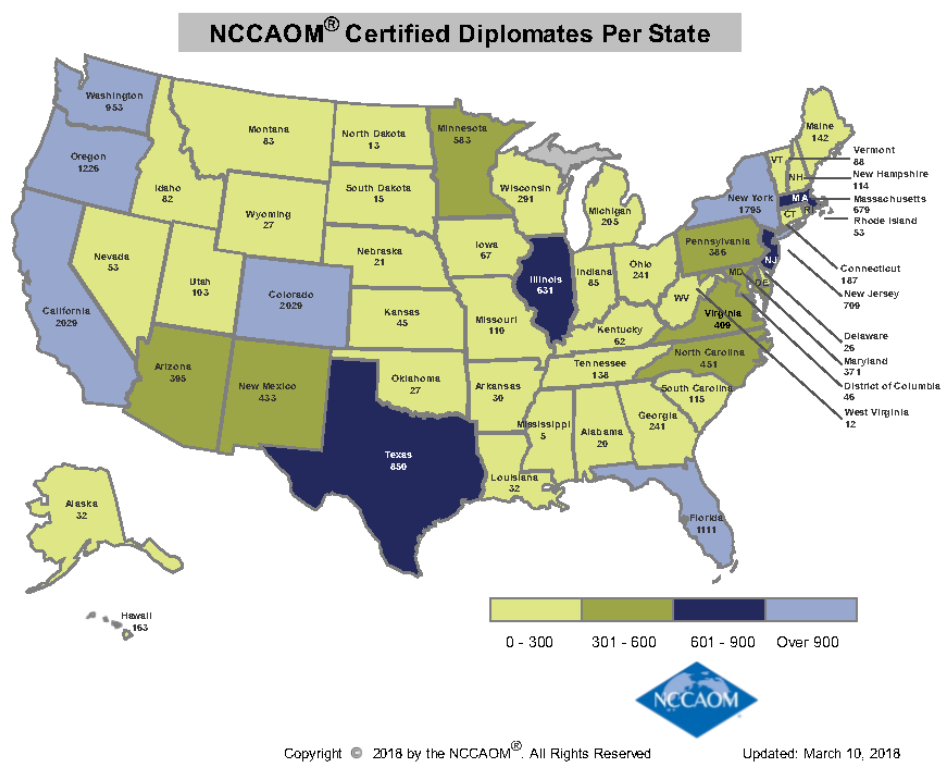 NCCAOM® Certified Diplomates Per State
Washington
953
Oregon
1226
California
2029
Idaho
82
Nevada
53
Montana
83
Wyoming
27
Utah
103
Colorado
2029
Arizona
395
New Mexico
433
North Dakota
13
South Dakota
15
Nebraska
21
Kansas
45
Oklahoma
27
Texas
850
Minnesota
583
Iowa
67
Missouri
110
Arkansas
30
Louisiana
32
Wisconsin
291
Illinois
631
Michigan
205
Indiana
85
Ohio
241
Kentucky
62
Tennessee
138
Mississippi
5
Alabama
20
Georgia
241
Florida
1111
South Carolina
115
North Carolina
451
Virginia
409
WV
Pennsylvania
386
MD
DE
NJ
New York
1795
CT
RI
MA
VT
NH
Maine
142
Vermont
88
New Hampshire
114
Massachusetts
679
Rhode Island
53
Connecticut
187
New Jersey
709
Delaware
26
Maryland
371
District of Columbia
46
West Virginia
12
Alaska
32
Hawaii
163
0 - 300
301 - 600
601 - 900
Over 900
NCCAOM
Copyright © 2018 by the NCCAOM®. All Rights Reserved
Updated: March 10, 2018